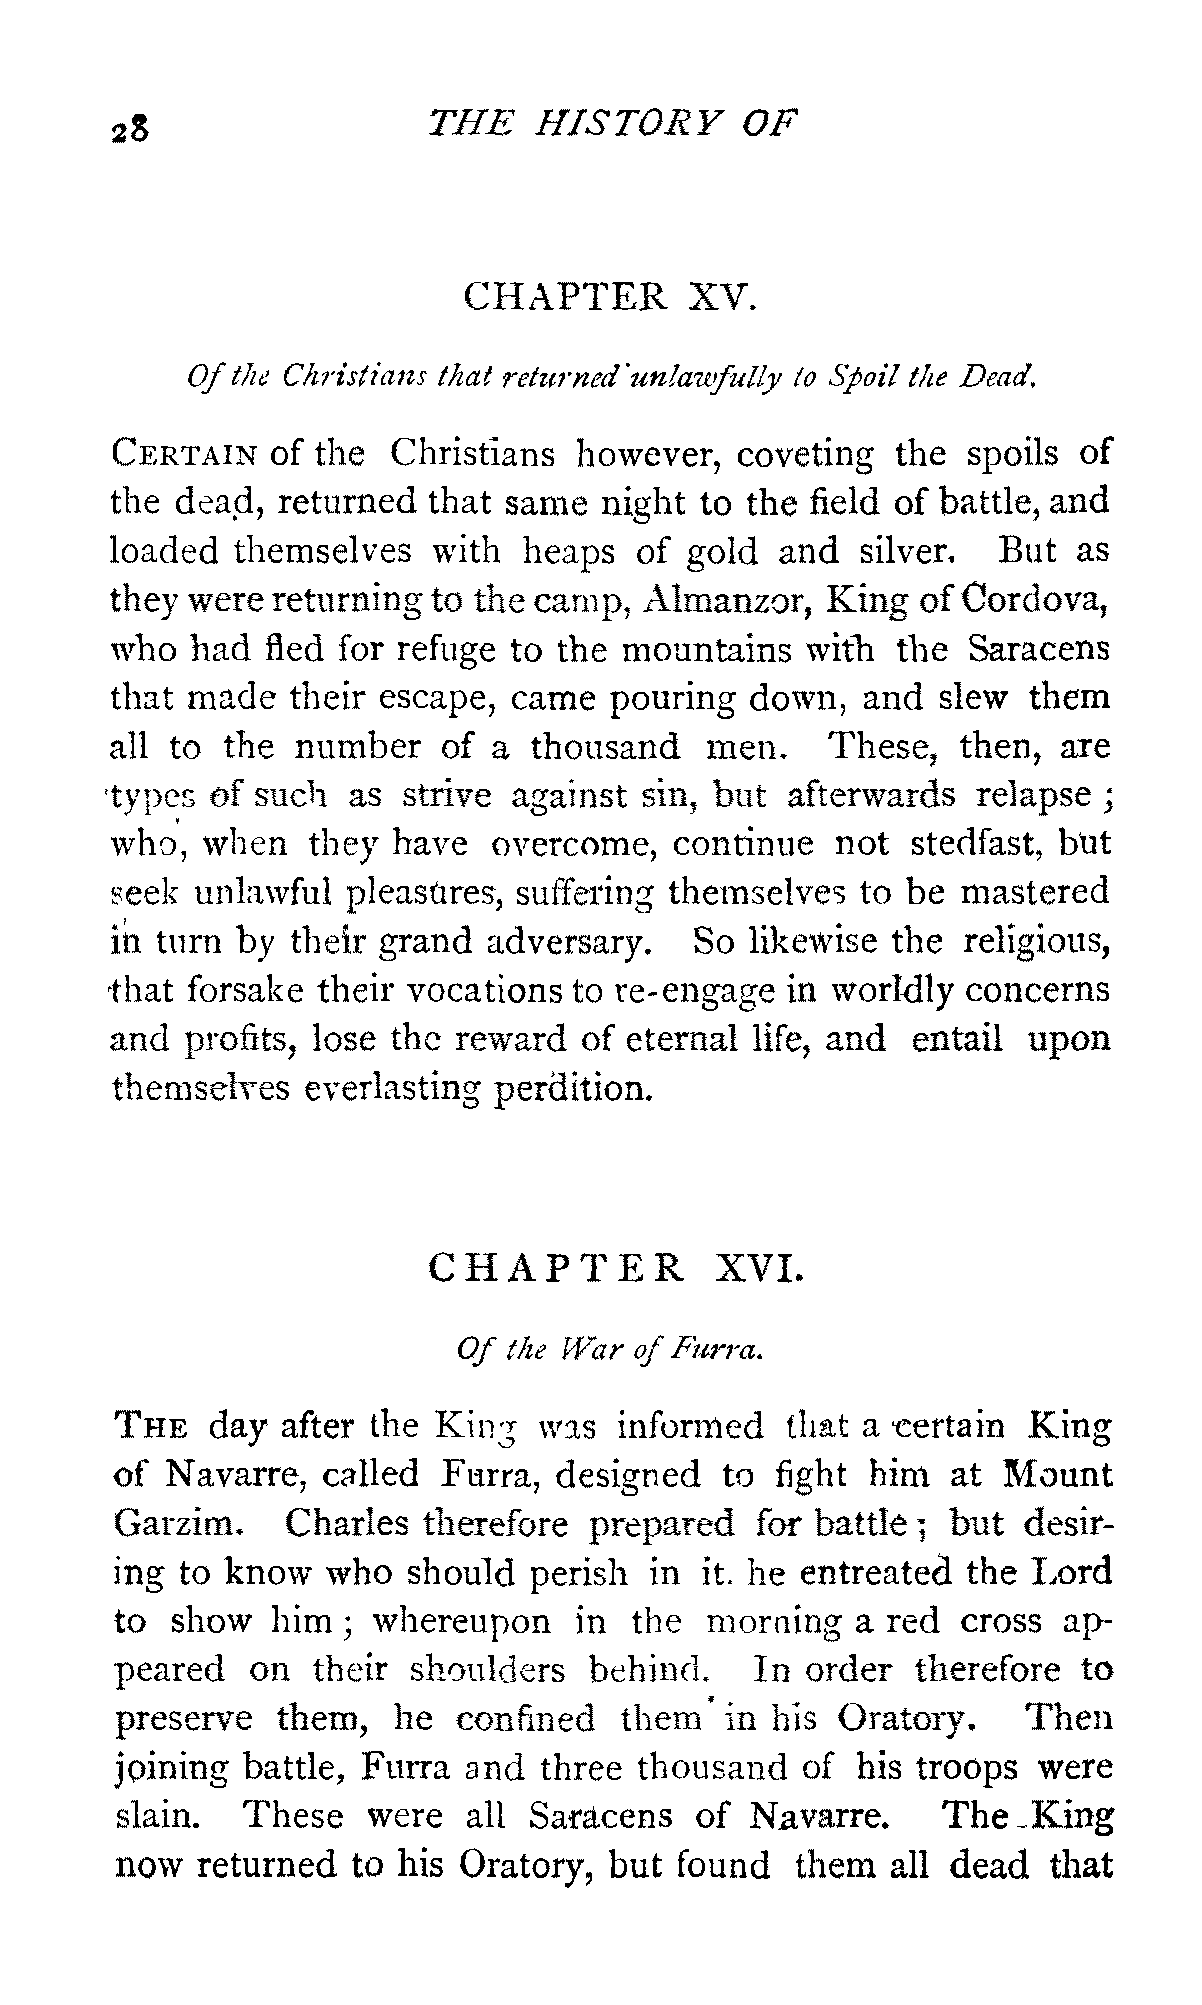 28 THE HISTORY OF
CHAPTER XV.
Of the Christians that returned unlawfully to Spoil the Dead.
CERTAIN of the Christians however, coveting the spoils of
the dead, returned that same night to the field of battle, and
loaded themselves with heaps of gold and silver. But as
they were returning to the camp, Almanzor, King of Cordova,
who had fled for refuge to the mountains with the Saracens
that made their escape, came pouring down, and slew them
all to the number of a thousand men. These, then, are
types of such as strive against sin, but afterwards relapse ;
who, when they have overcome, continue not stedfast, but
seek unlawful pleasures, suffering themselves to be mastered
in turn by their grand adversary. So likewise the religious,
that forsake their vocations to re-engage in worldly concerns
and profits, lose the reward of eternal life, and entail upon
themselves everlasting perdition.
CHAPTER XVI.
Of the War of Furra.
THE day after the King was informed that a certain King
of Navarre, called Furra, designed to fight him at Mount
Garzim. Charles therefore prepared for battle ; but desir-
ing to know who should perish in it. he entreated the Lord
to show him ; whereupon in the morning a red cross ap-
peared on their shoulders behind. In order therefore to
preserve them, he confined them in his Oratory. Then
joining battle, Furra and three thousand of his troops were
slain. These were all Saracens of Navarre. The King
now returned to his Oratory, but found them all dead that